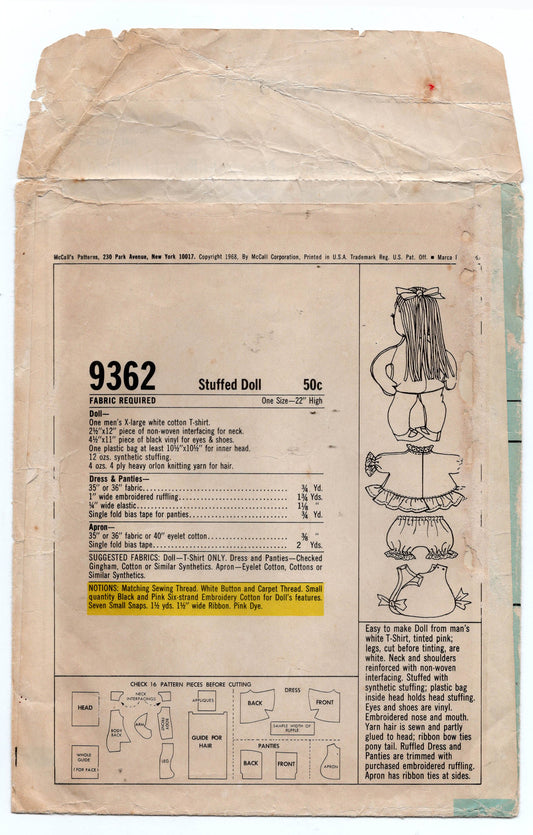 McCall's Patterns, 230 Park Avenue, New York 10017. Copyright 1968, By McCall Corporation, Printed in U.S.A. Trademark Reg. U.S. Pat. Off. ■ Marca
9362 Stuffed Doll 50c
FABRIC REQUIRED One Size—22" High
Doll—
One men's X-large white cotton T-shirt.
2½"x12" piece of non-woven interfacing for neck.
4½"x11" piece of black vinyl for eyes & shoes.
One plastic bag at least 10½"x10½" for inner head.
12 ozs. synthetic stuffing.
4 ozs. 4 ply heavy orlon knitting yarn for hair.
Dress & Panties—
35" or 36" fabric ¾ Yd.
1" wide embroidered ruffling 1¾ Yds.
¼" wide elastic 1⅛ "
Single fold bias tape for panties ¾ Yd.
Apron—
35" or 36" fabric or 40" eyelet cotton ⅜ "
Single fold bias tape 2 Yds.
SUGGESTED FABRICS: Doll—T-Shirt ONLY. Dress and Panties—Checked
Gingham, Cotton or Similar Synthetics. Apron—Eyelet Cotton, Cottons or
Similar Synthetics.
NOTIONS: Matching Sewing Thread. White Button and Carpet Thread. Small
quantity Black and Pink Six-strand Embroidery Cotton for Doll's features.
Seven Small Snaps. 1½ yds. 1½" wide Ribbon. Pink Dye.
CHECK 16 PATTERN PIECES BEFORE CUTTING
HEAD
NECK
INTERFACINGS
BODY
BACK
ARM
BODY
FRONT
LEG
WHOLE
GUIDE
(FOR FACE)
APPLIQUES
GUIDE FOR
HAIR
DRESS
BACK
FRONT
SAMPLE WIDTH OF
RUFFLE
PANTIES
BACK
FRONT
APRON
Easy to make Doll from man's
white T-Shirt, tinted pink;
legs, cut before tinting, are
white. Neck and shoulders
reinforced with non-woven
interfacing. Stuffed with
synthetic stuffing; plastic bag
inside head holds head stuffing.
Eyes and shoes are vinyl.
Embroidered nose and mouth.
Yarn hair is sewn and partly
glued to head; ribbon bow ties
pony tail. Ruffled Dress and
Panties are trimmed with
purchased embroidered ruffling.
Apron has ribbon ties at sides.